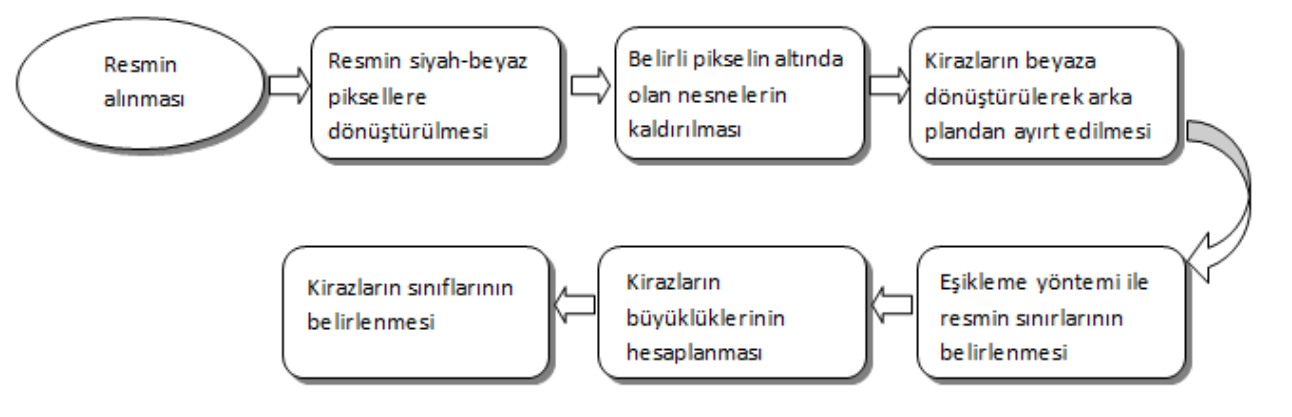 Resmin
alınması
Resmin siyah-beyaz
piksellere
dönüştürülmesi
Belirli pikselin altında
olan nesnelerin
kaldırılması
Kirazların beyaza
dönüştürülerek arka
plandan ayırt edilmesi
Eşikleme yöntemi ile
resmin sınırlarının
belirlenmesi
Kirazların
büyüklüklerinin
hesaplanması
Kirazların sınıflarının
belirlenmesi